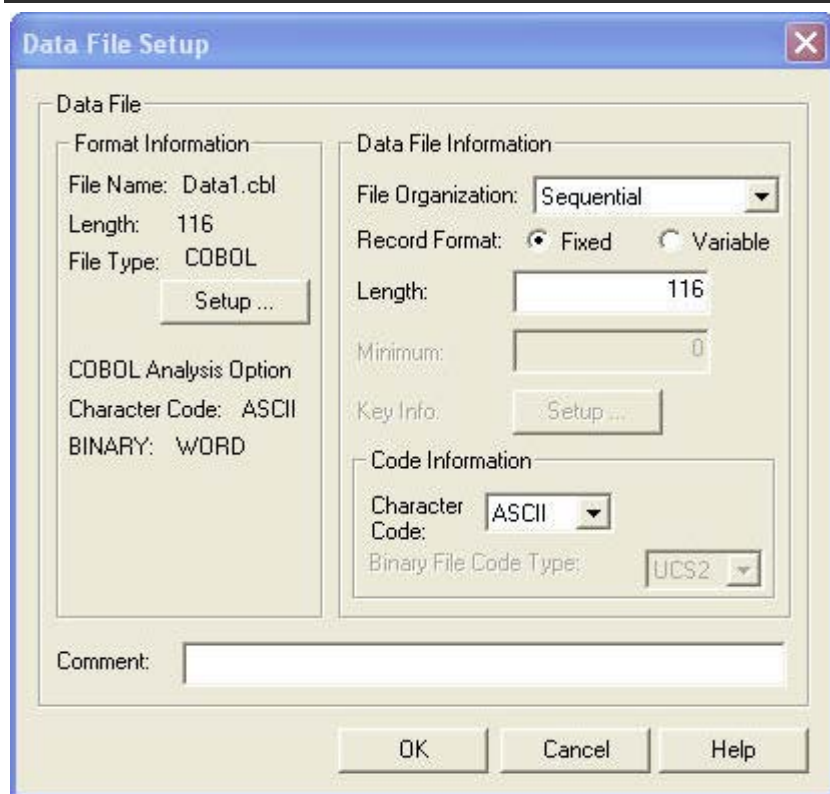 Data File Setup
Data File
Format Information
File Name: Data1.cbl
Length: 116
File Type: COBOL
Setup ...
COBOL Analysis Option
Character Code: ASCII
BINARY: WORD
Data File Information
File Organization: Sequential
Record Format: Fixed Variable
Length: 116
Minimum: 0
Key Info. Setup ...
Code Information
Character
Code: ASCII
Binary File Code Type: UCS2
Comment:
OK Cancel Help